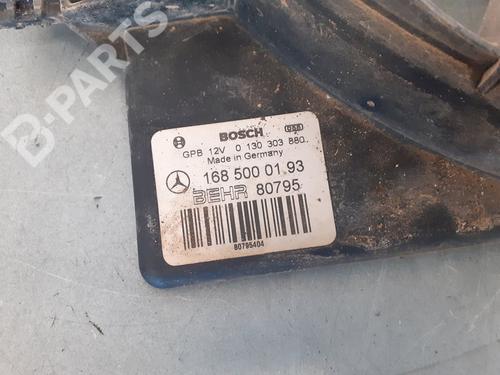 B-PARTS
BOSCH
GPB 12V 0 130 303 880
Made in Germany
168 500 01 93
BEHR 80795
80795404